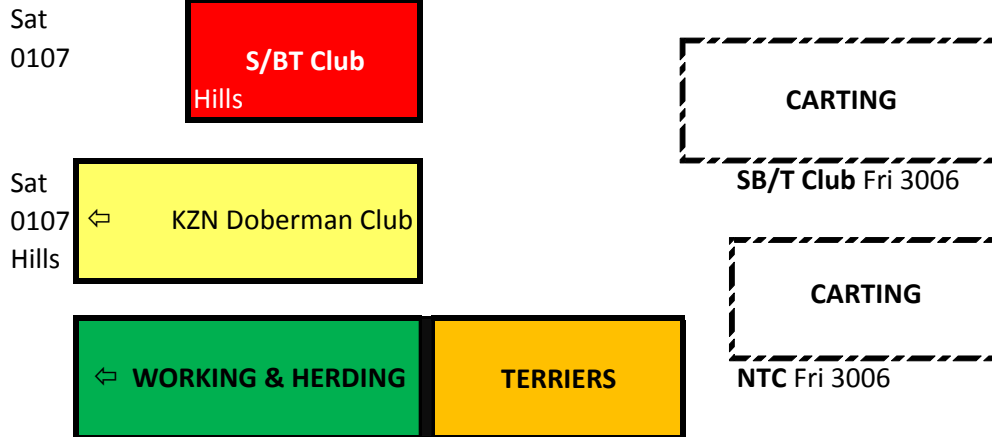 Sat
0107
S/BT Club
Hills
CARTING
SB/T Club Fri 3006
Sat
0107
Hills
⇦ KZN Doberman Club
CARTING
NTC Fri 3006
⇦ WORKING & HERDING
TERRIERS